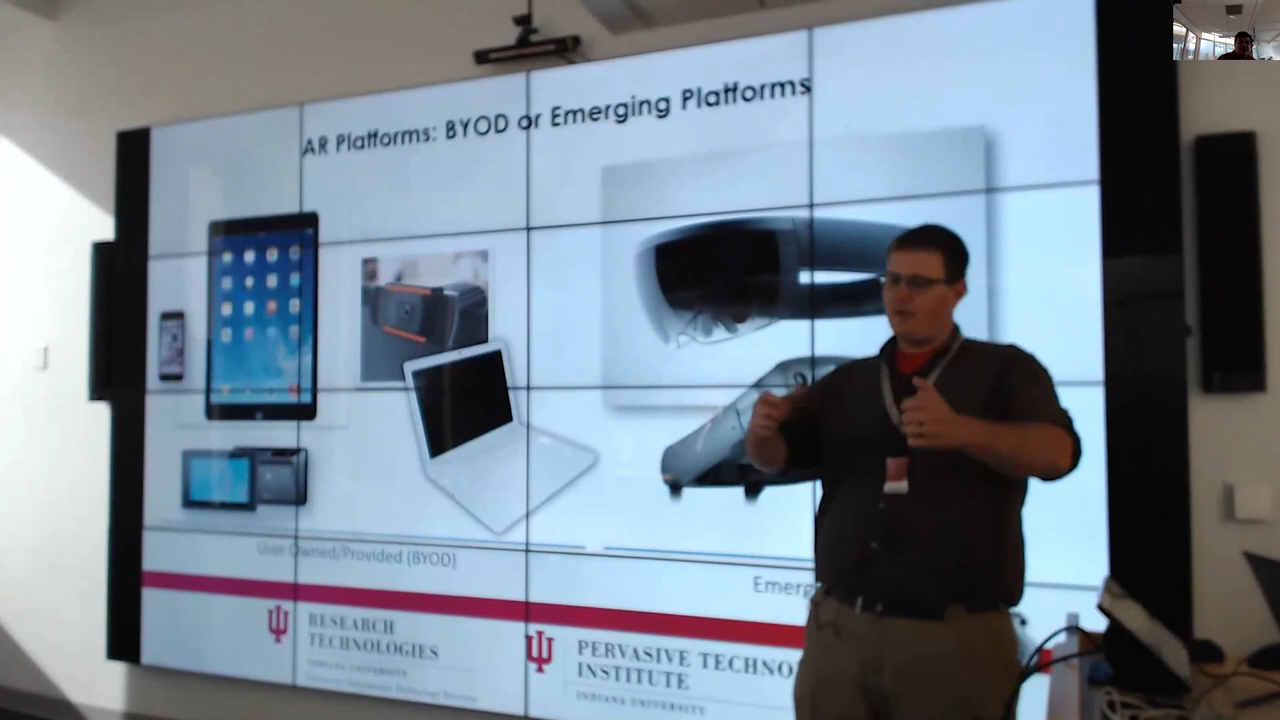 AR Platforms: BYOD or Emerging Platforms
User Owned/Provided (BYOD)
Emerg
RESEARCH
TECHNOLOGIES
INDIANA UNIVERSITY
PERVASIVE TECHNO
INSTITUTE
INDIANA UNIVERSITY